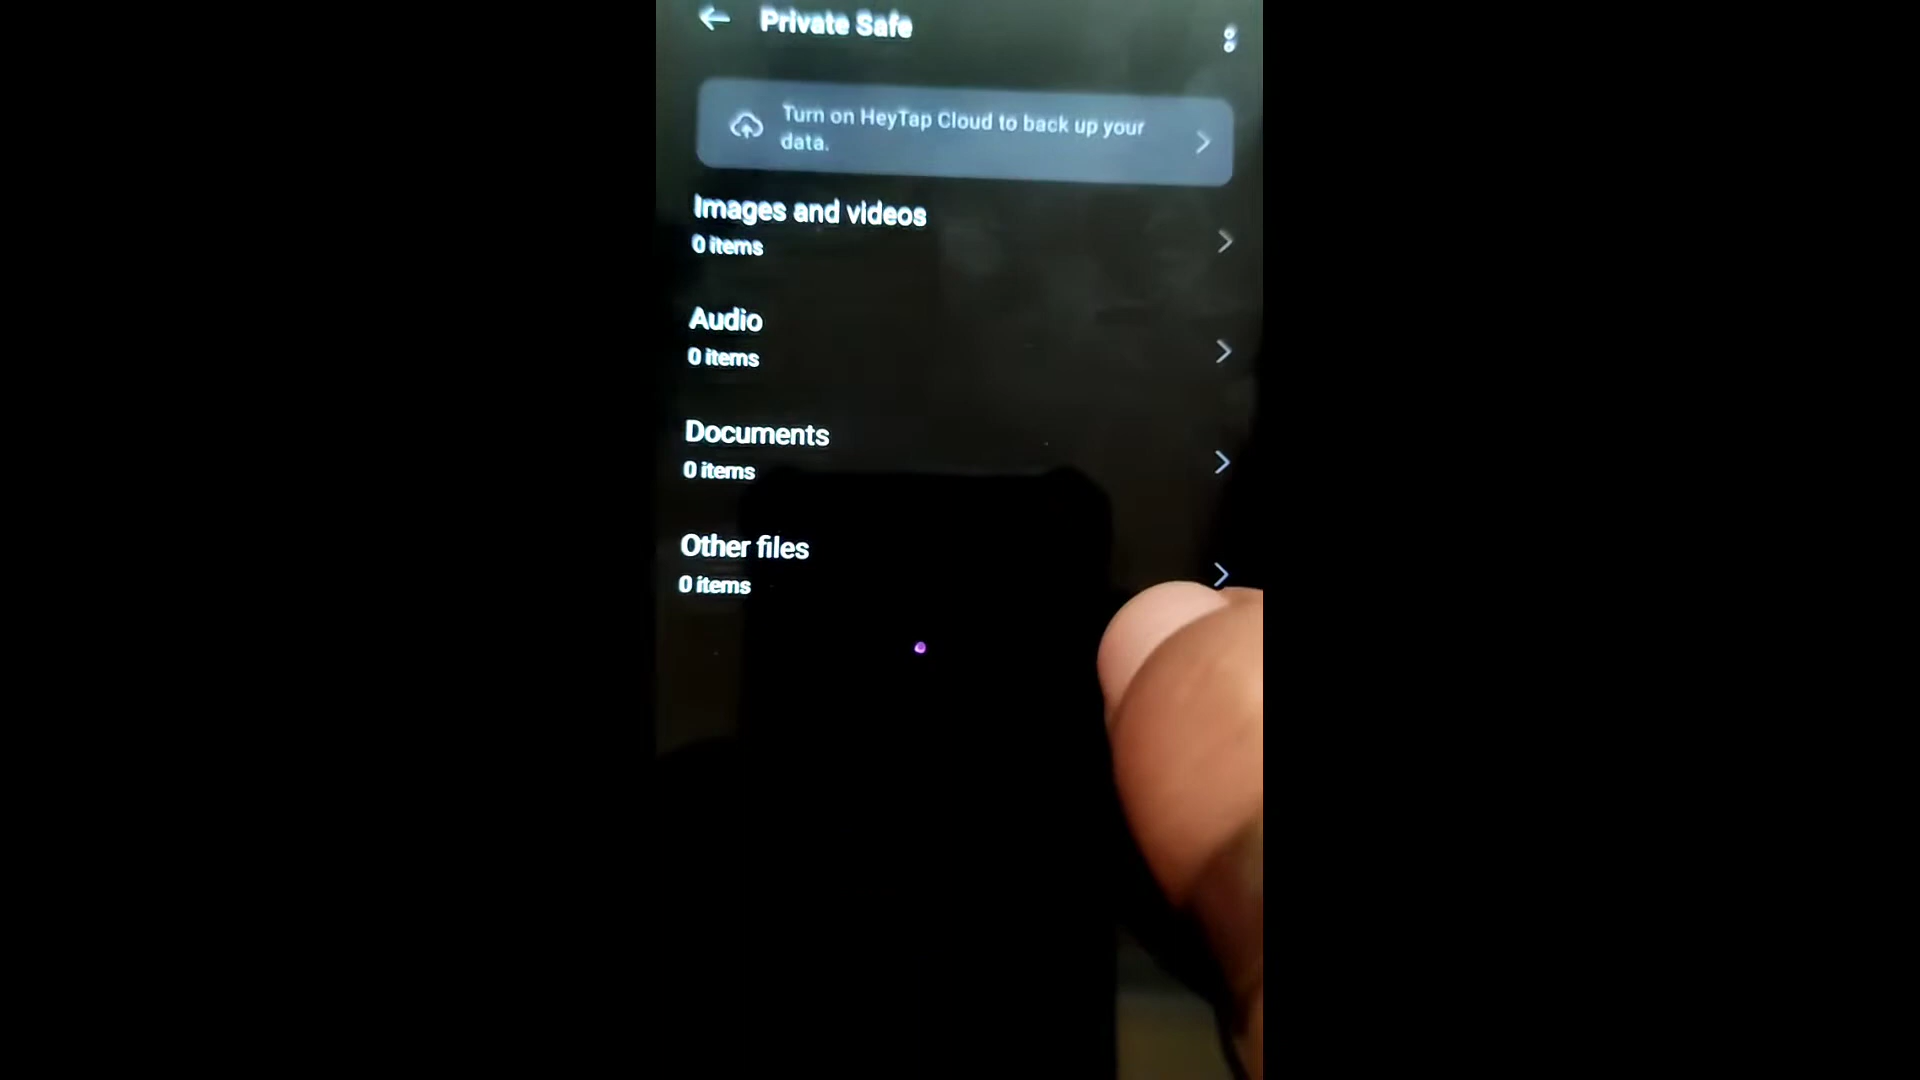 Private Safe
Turn on HeyTap Cloud to back up your
data.
Images and videos
0 items
Audio
0 items
Documents
0 items
Other files
0 items